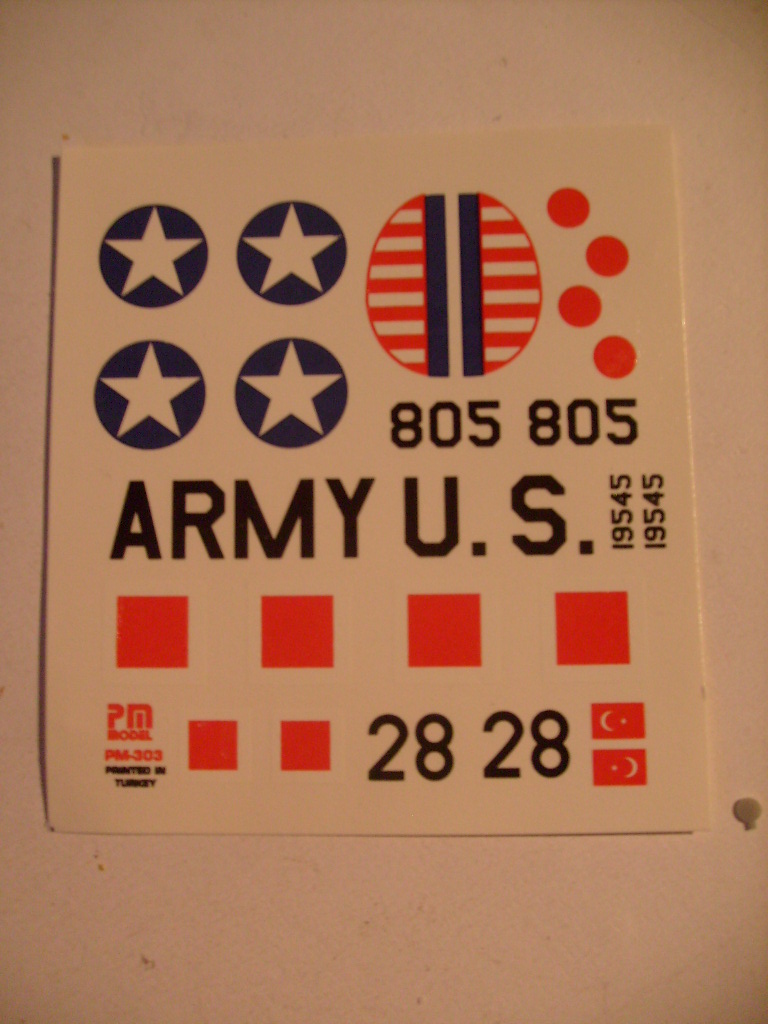 805 805
ARMY U.S.
19545
19545
PM
MODEL
PM-303
PRINTED IN
TURKEY
28 28